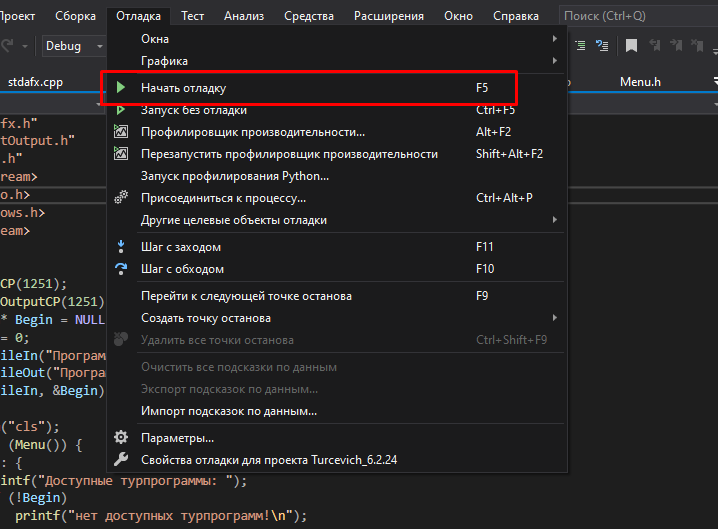 Проект Сборка Отладка Тест Анализ Средства Расширения Окно Справка Поиск (Ctrl+Q)
Debug
Окна
Графика
stdafx.cpp Menu.h
Начать отладку F5
Запуск без отладки Ctrl+F5
fx.h"
Профилировщик производительности... Alt+F2
tOutput.h"
Перезапустить профилировщик производительности Shift+Alt+F2
.h"
ream>
Запуск профилирования Python...
o.h>
Присоединиться к процессу... Ctrl+Alt+P
ows.h>
Другие целевые объекты отладки
eam>
Шаг с заходом F11
Шаг с обходом F10
CP(1251);
Перейти к следующей точке останова F9
OutputCP(1251)
* Begin = NULL
Создать точку останова
= 0;
Удалить все точки останова Ctrl+Shift+F9
ileIn("Програм
Очистить все подсказки по данным
ileOut("Програ
Экспорт подсказок по данным...
ileIn, &Begin)
Импорт подсказок по данным...
("cls");
Параметры...
(Menu()) {
Свойства отладки для проекта Turcevich_6.2.24
: {
intf("Доступные турпрограммы: ");
(!Begin)
printf("нет доступных турпрограмм!\n");